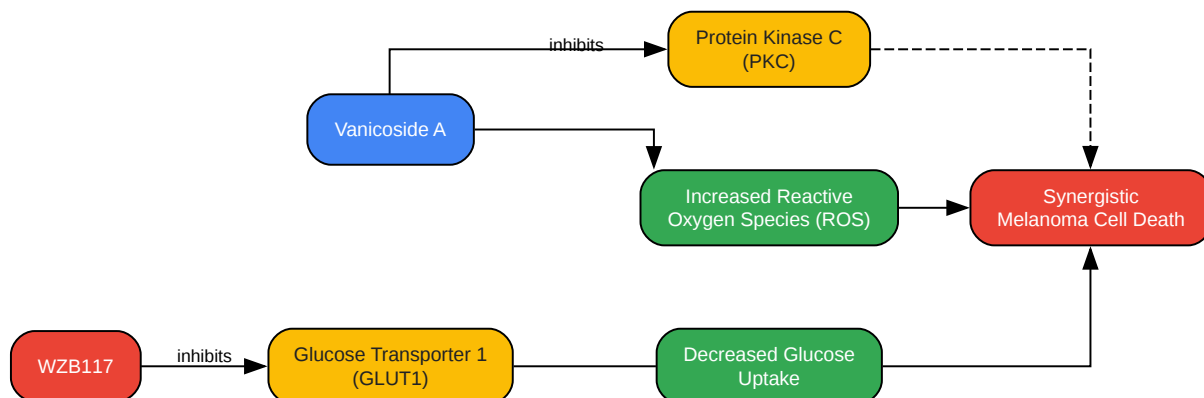 inhibits
Protein Kinase C
(PKC)
Vanicoside A
Increased Reactive
Oxygen Species (ROS)
Synergistic
Melanoma Cell Death
WZB117
inhibits
Glucose Transporter 1
(GLUT1)
Decreased Glucose
Uptake